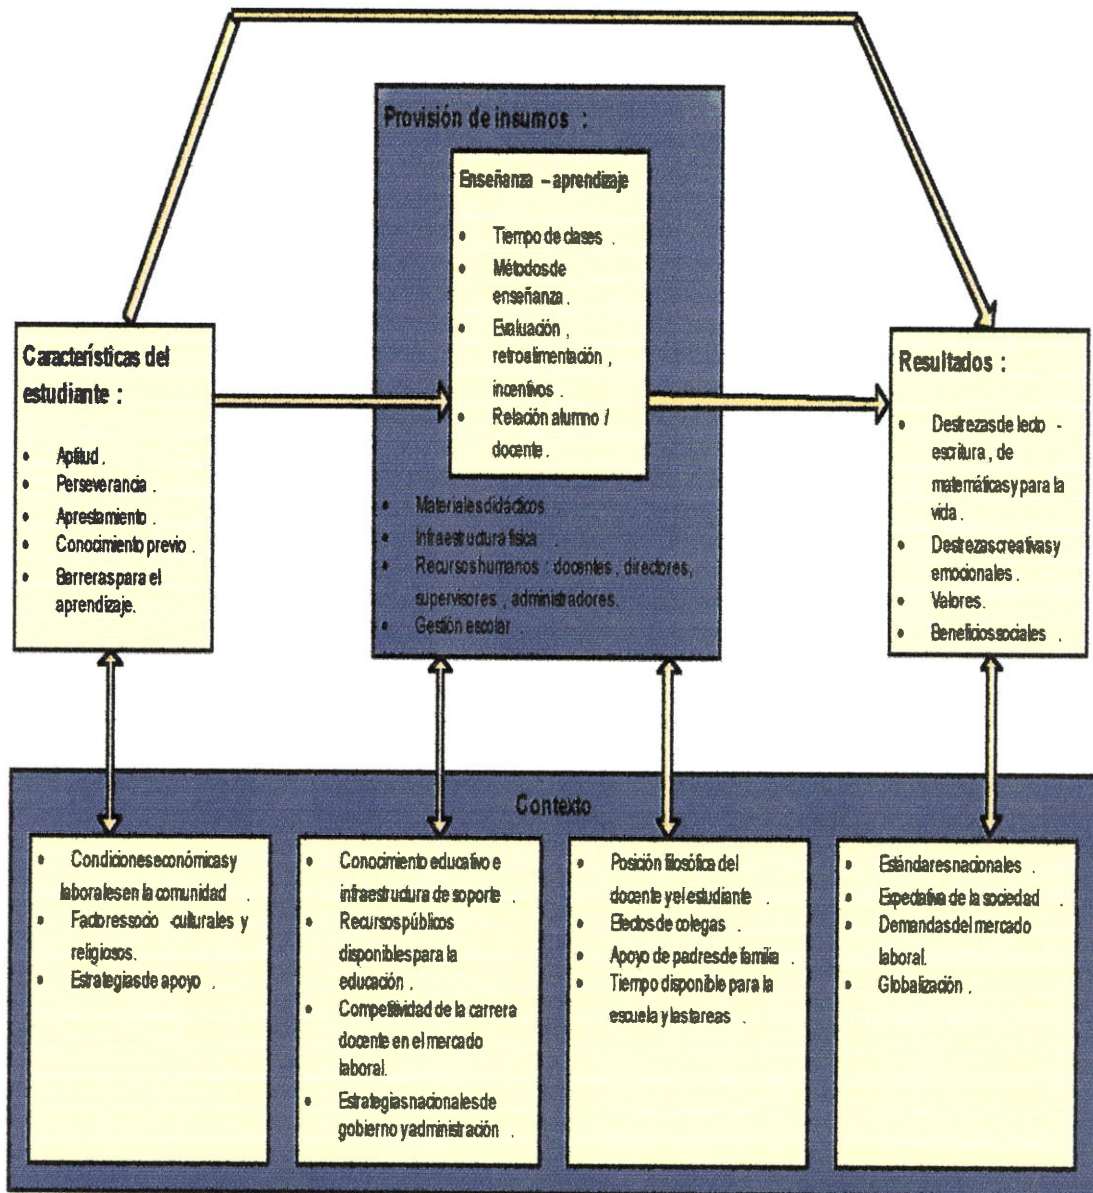 Provisión de insumos :
Enseñanza – aprendizaje
• Tiempo de clases .
• Métodos de
enseñanza .
• Evaluación ,
retroalimentación ,
incentivos .
• Relación alumno /
docente .
• Materiales didácticos .
• Infraestructura física .
• Recursos humanos : docentes , directores,
supervisores , administradores.
• Gestión escolar .
Características del
estudiante :
• Aptitud .
• Perseverancia .
• Aprestamiento .
• Conocimiento previo .
• Barreras para el
aprendizaje.
Resultados :
• Destrezas de lecto -
escritura , de
matemáticas y para la
vida .
• Destrezas creativas y
emocionales .
• Valores.
• Beneficios sociales .
Contexto
• Condiciones económicas y
laborales en la comunidad .
• Factores socio -culturales y
religiosos.
• Estrategias de apoyo .
• Conocimiento educativo e
infraestructura de soporte .
• Recursos públicos
disponibles para la
educación .
• Competitividad de la carrera
docente en el mercado
laboral.
• Estrategias nacionales de
gobierno y administración .
• Posición filosófica del
docente y el estudiante .
• Efectos de colegas .
• Apoyo de padres de familia .
• Tiempo disponible para la
escuela y las tareas .
• Estándares nacionales .
• Expectativa de la sociedad .
• Demandas del mercado
laboral.
• Globalización .